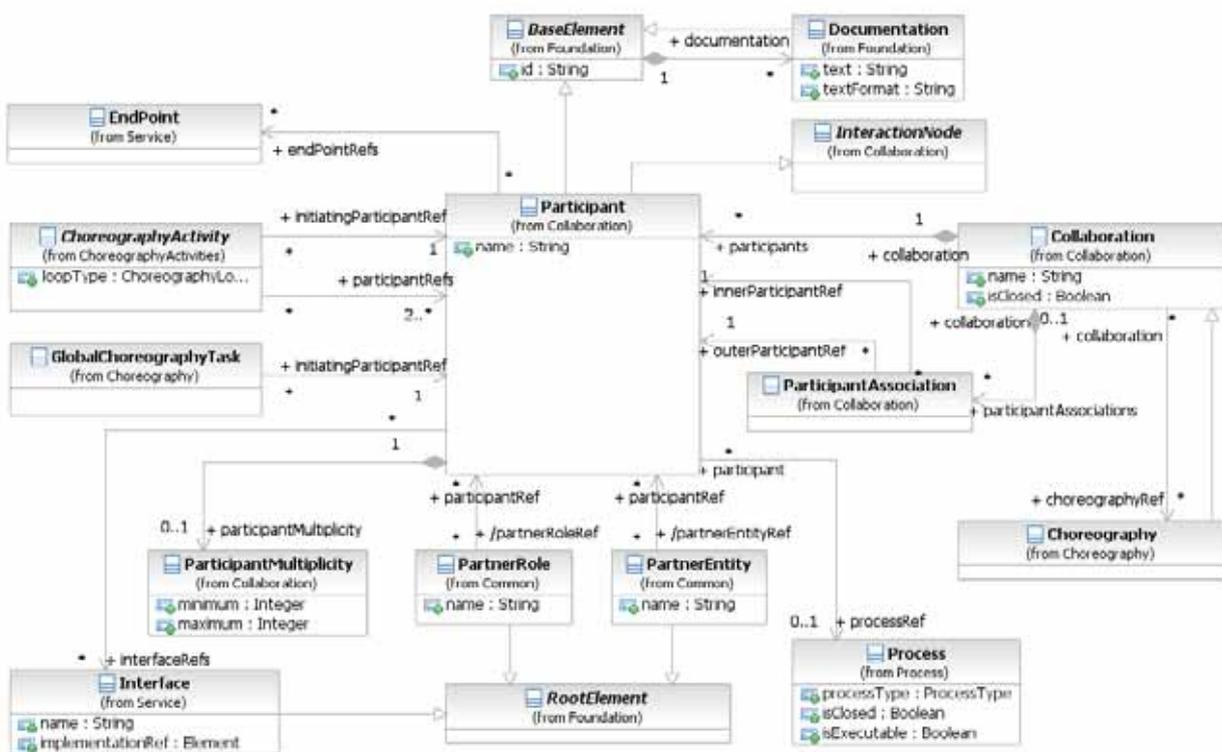 BaseElement
(from Foundation)
id : String
+ documentation
1
*
Documentation
(from Foundation)
text : String
textFormat : String
EndPoint
(from Service)
*
+ endPointRefs
*
InteractionNode
(from Collaboration)
Participant
(from Collaboration)
name : String
ChoreographyActivity
(from ChoreographyActivities)
loopType : ChoreographyLo...
+ initiatingParticipantRef
*
1
+ participantRefs
*
2..*
*
+ participants
1
+ collaboration
Collaboration
(from Collaboration)
name : String
isClosed : Boolean
1
+ innerParticipantRef
*
1
+ outerParticipantRef
*
+ collaboration
0..1
*
+ collaboration
GlobalChoreographyTask
(from Choreography)
+ initiatingParticipantRef
*
1
ParticipantAssociation
(from Collaboration)
*
+ participantAssociations
*
1
*
+ participant
*
+ participantRef
*
+ participantRef
+ choreographyRef
*
0..1
+ participantMultiplicity
*
+ /partnerRoleRef
*
+ /partnerEntityRef
Choreography
(from Choreography)
ParticipantMultiplicity
(from Collaboration)
minimum : Integer
maximum : Integer
PartnerRole
(from Common)
name : String
PartnerEntity
(from Common)
name : String
0..1
+ processRef
Process
(from Process)
processType : ProcessType
isClosed : Boolean
isExecutable : Boolean
*
+ interfaceRefs
Interface
(from Service)
name : String
implementationRef : Element
RootElement
(from Foundation)